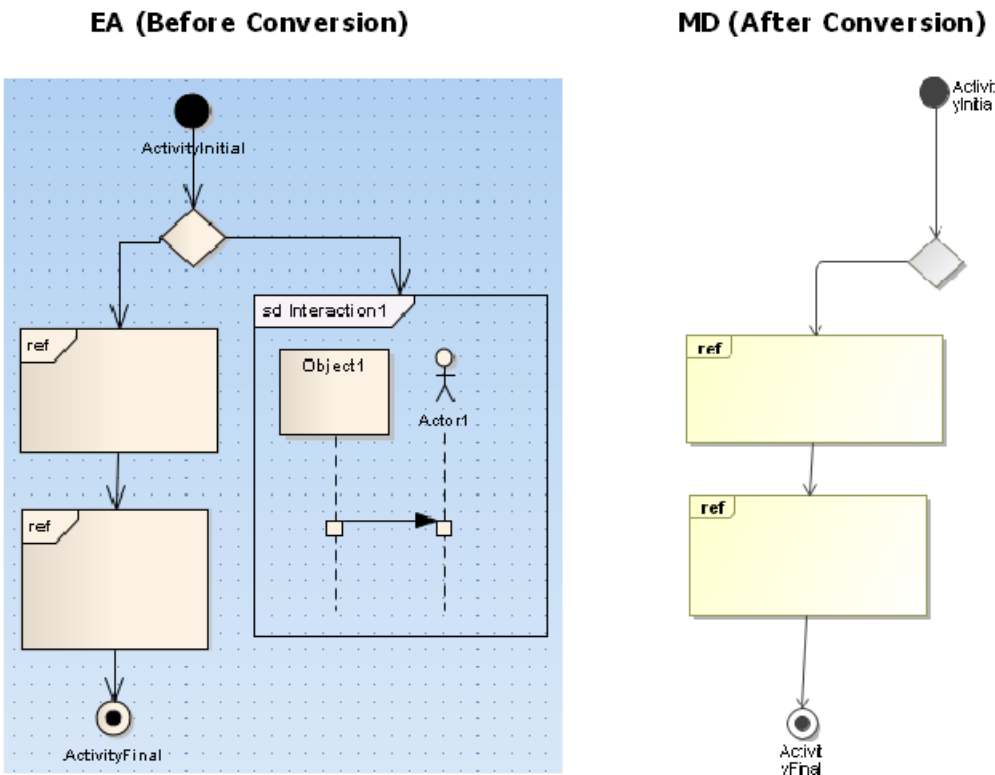 EA (Before Conversion)
MD (After Conversion)
ActivityInitial
sd Interaction1
ref
Object1
Actor1
ref
ActivityFinal
Activit
yInitia
ref
ref
Activit
yFinal